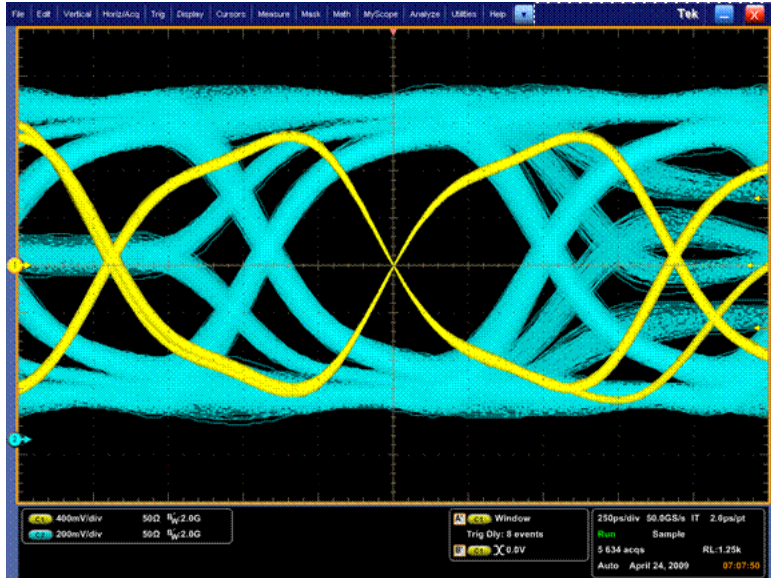 File Edit Vertical Horiz/Acq Trig Display Cursors Measure Mask Math MyScope Analyze Utilities Help Tek X
1
2
C1 400mV/div 50Ω BW:2.0G
C2 200mV/div 50Ω BW:2.0G
A' C1 Window
Trig Dly: 8 events
B' C1 0.0V
250ps/div 50.0GS/s IT 2.0ps/pt
Run Sample
5 634 acqs RL:1.25k
Auto April 24, 2009 07:07:50